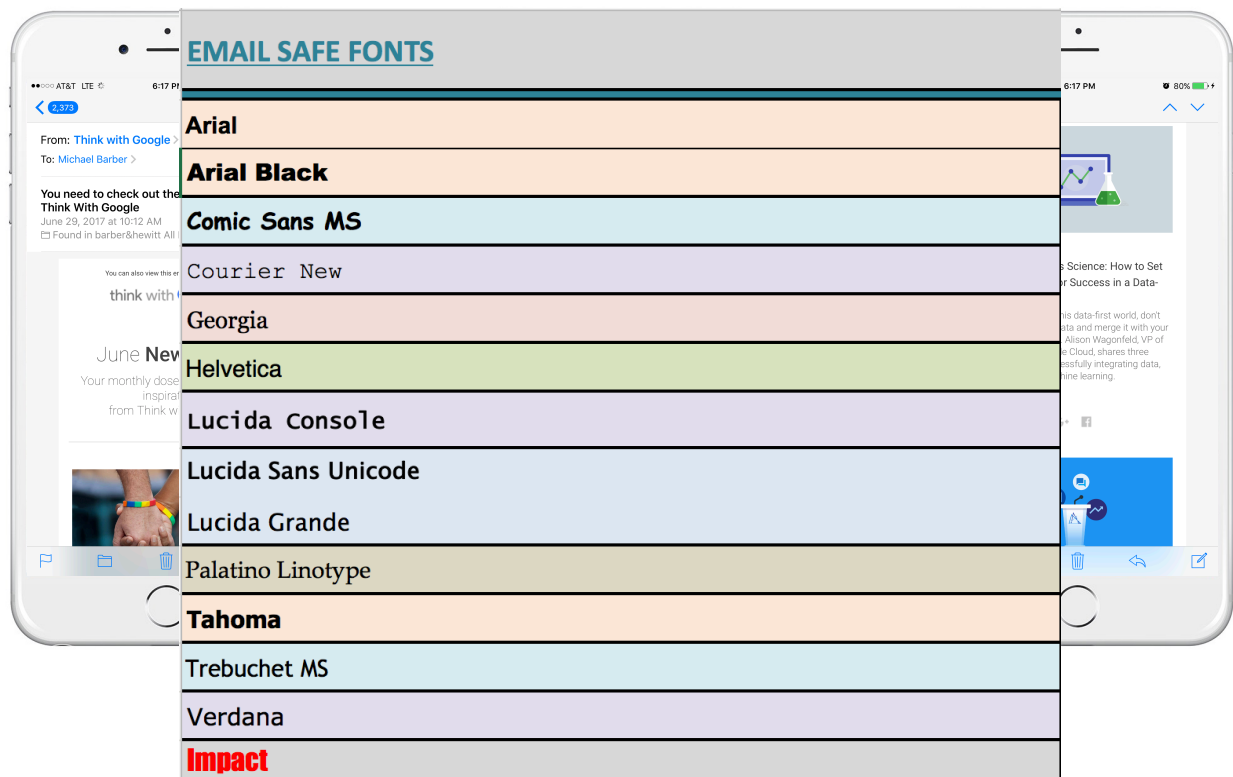 EMAIL SAFE FONTS
Arial
Arial Black
Comic Sans MS
Courier New
Georgia
Helvetica
Lucida Console
Lucida Sans Unicode
Lucida Grande
Palatino Linotype
Tahoma
Trebuchet MS
Verdana
Impact
AT&T LTE 6:17 PM
2,373
From: Think with Google
To: Michael Barber
You need to check out the
Think With Google
June 29, 2017 at 10:12 AM
Found in barber&hewitt All
You can also view this
think with
June New
Your monthly dose
from Think
6:17 PM 80%
Science: How to Set
Success in a Data-
data-first world, don't
and merge it with your
Alison Wagonfeld, VP of
Cloud, shares three
integrating data,
learning.